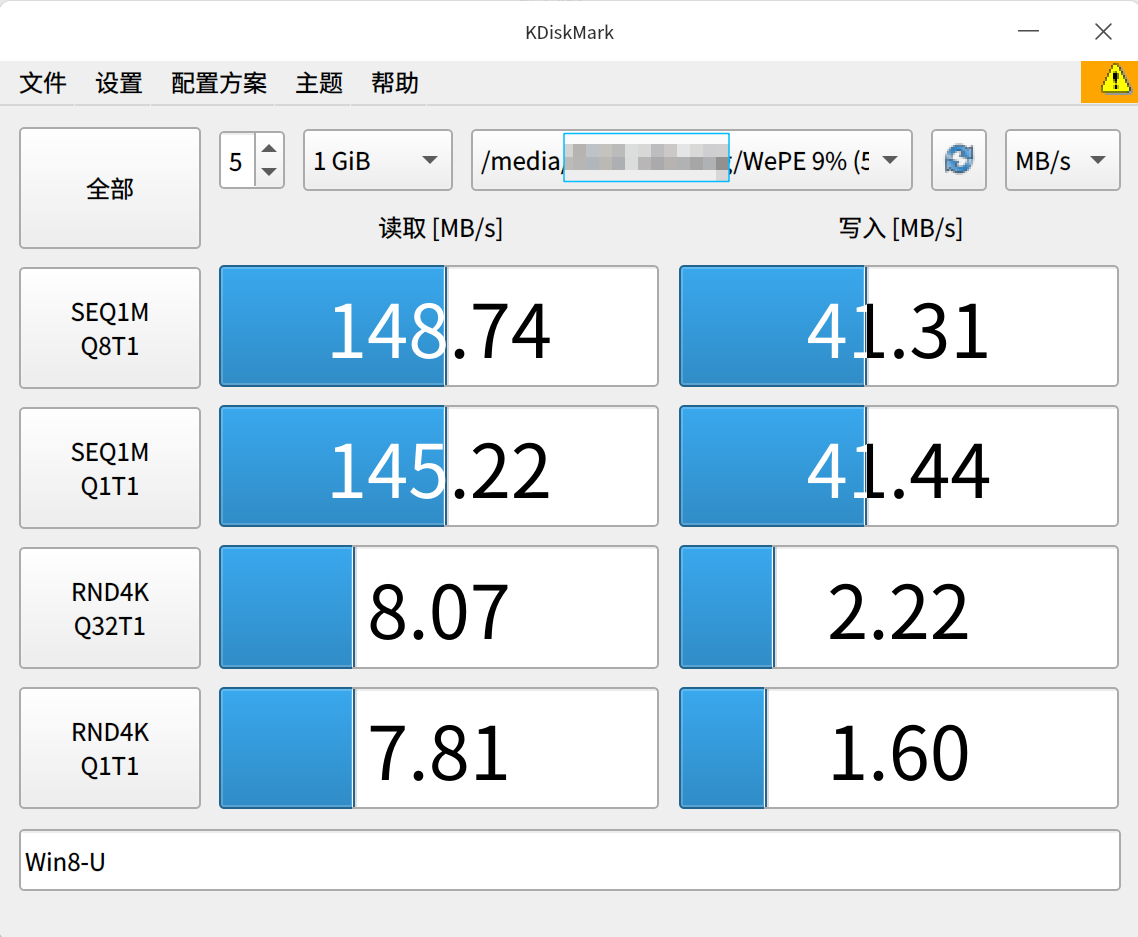 KDiskMark
文件 设置 配置方案 主题 帮助
全部
5
1 GiB
/media/ /WePE 9% (5
MB/s
读取 [MB/s] 写入 [MB/s]
SEQ1M
Q8T1
148.74 41.31
SEQ1M
Q1T1
145.22 41.44
RND4K
Q32T1
8.07 2.22
RND4K
Q1T1
7.81 1.60
Win8-U